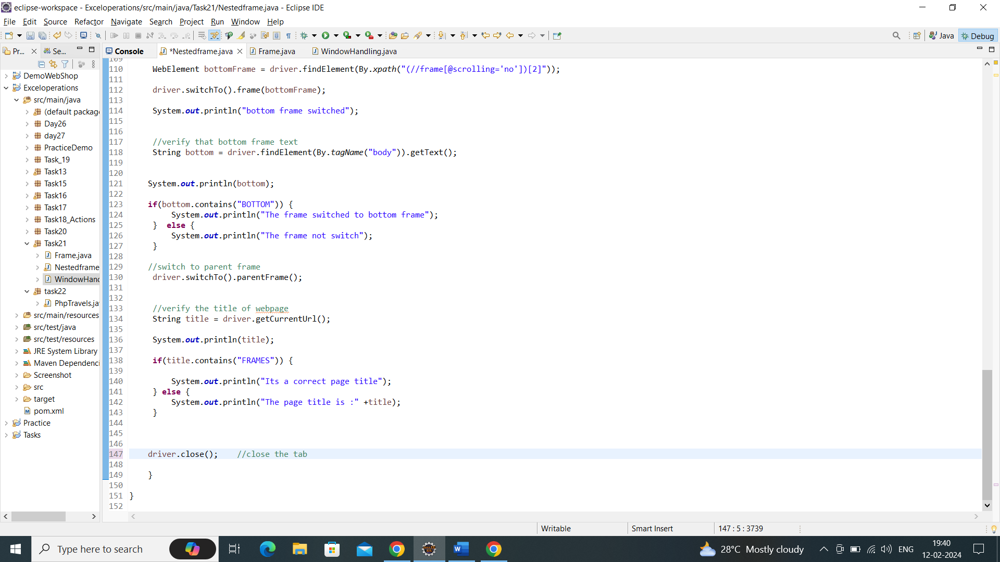 eclipse-workspace - Exceloperations/src/main/java/Task21/Nestedframe.java - Eclipse IDE
File Edit Source Refactor Navigate Search Project Run Window Help
Java Debug
Pr... Se...
Console *Nestedframe.java Frame.java WindowHandling.java
DemoWebShop
Exceloperations
src/main/java
(default packag
Day26
day27
PracticeDemo
Task_19
Task13
Task15
Task16
Task17
Task18_Actions
Task20
Task21
Frame.java
Nestedframe
WindowHand
task22
PhpTravels.ja
src/main/resources
src/test/java
src/test/resources
JRE System Library
Maven Dependenci
Screenshot
src
target
pom.xml
Practice
Tasks
109
110 WebElement bottomFrame = driver.findElement(By.xpath("(//frame[@scrolling='no'])[2]"));
111
112 driver.switchTo().frame(bottomFrame);
113
114 System.out.println("bottom frame switched");
115
116
117 //verify that bottom frame text
118 String bottom = driver.findElement(By.tagName("body")).getText();
119
120
121 System.out.println(bottom);
122
123 if(bottom.contains("BOTTOM")) {
124 System.out.println("The frame switched to bottom frame");
125 } else {
126 System.out.println("The frame not switch");
127 }
128
129 //switch to parent frame
130 driver.switchTo().parentFrame();
131
132
133 //verify the title of webpage
134 String title = driver.getCurrentUrl();
135
136 System.out.println(title);
137
138 if(title.contains("FRAMES")) {
139
140 System.out.println("Its a correct page title");
141 } else {
142 System.out.println("The page title is :" +title);
143 }
144
145
146
147 driver.close(); //close the tab
148
149 }
150
151 }
152
Writable Smart Insert 147 : 5 : 3739
Type here to search
28°C Mostly cloudy
ENG
19:40
12-02-2024